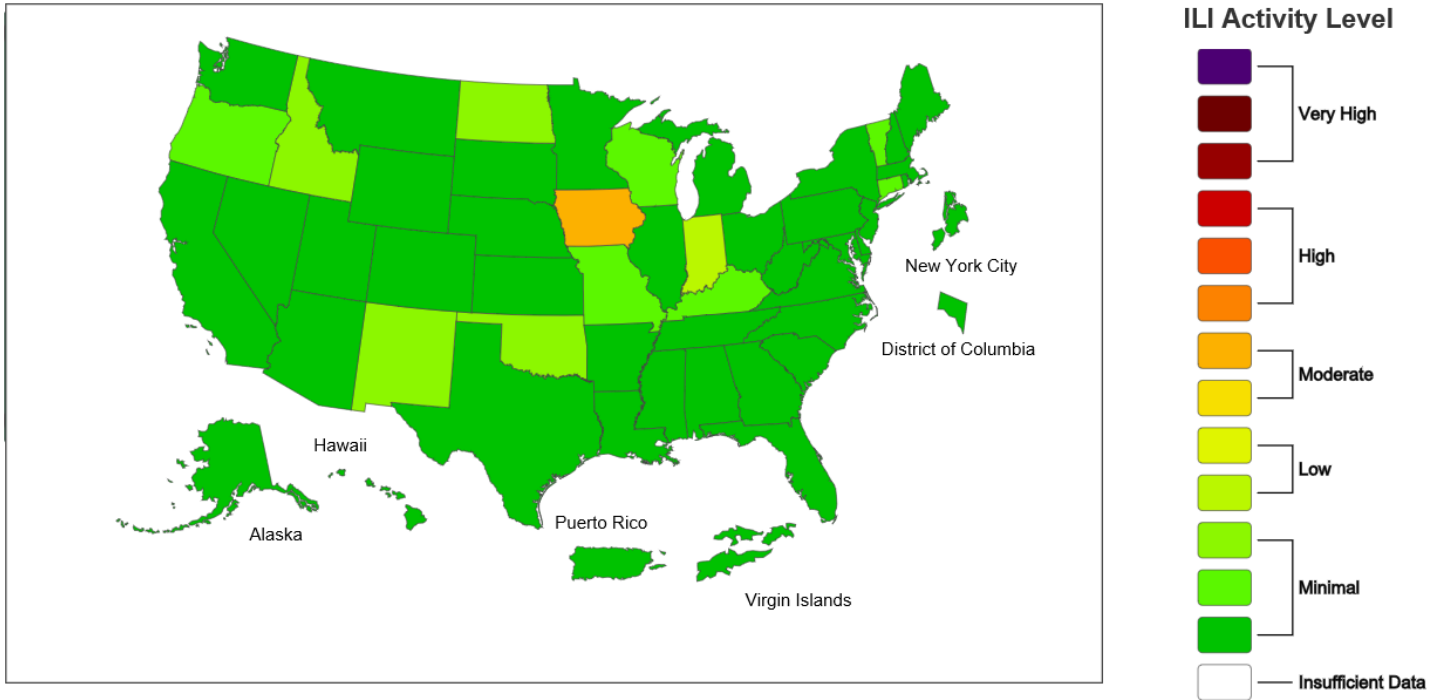 ILI Activity Level
Very High
High
Moderate
Low
Minimal
Insufficient Data
New York City
District of Columbia
Hawaii
Alaska
Puerto Rico
Virgin Islands